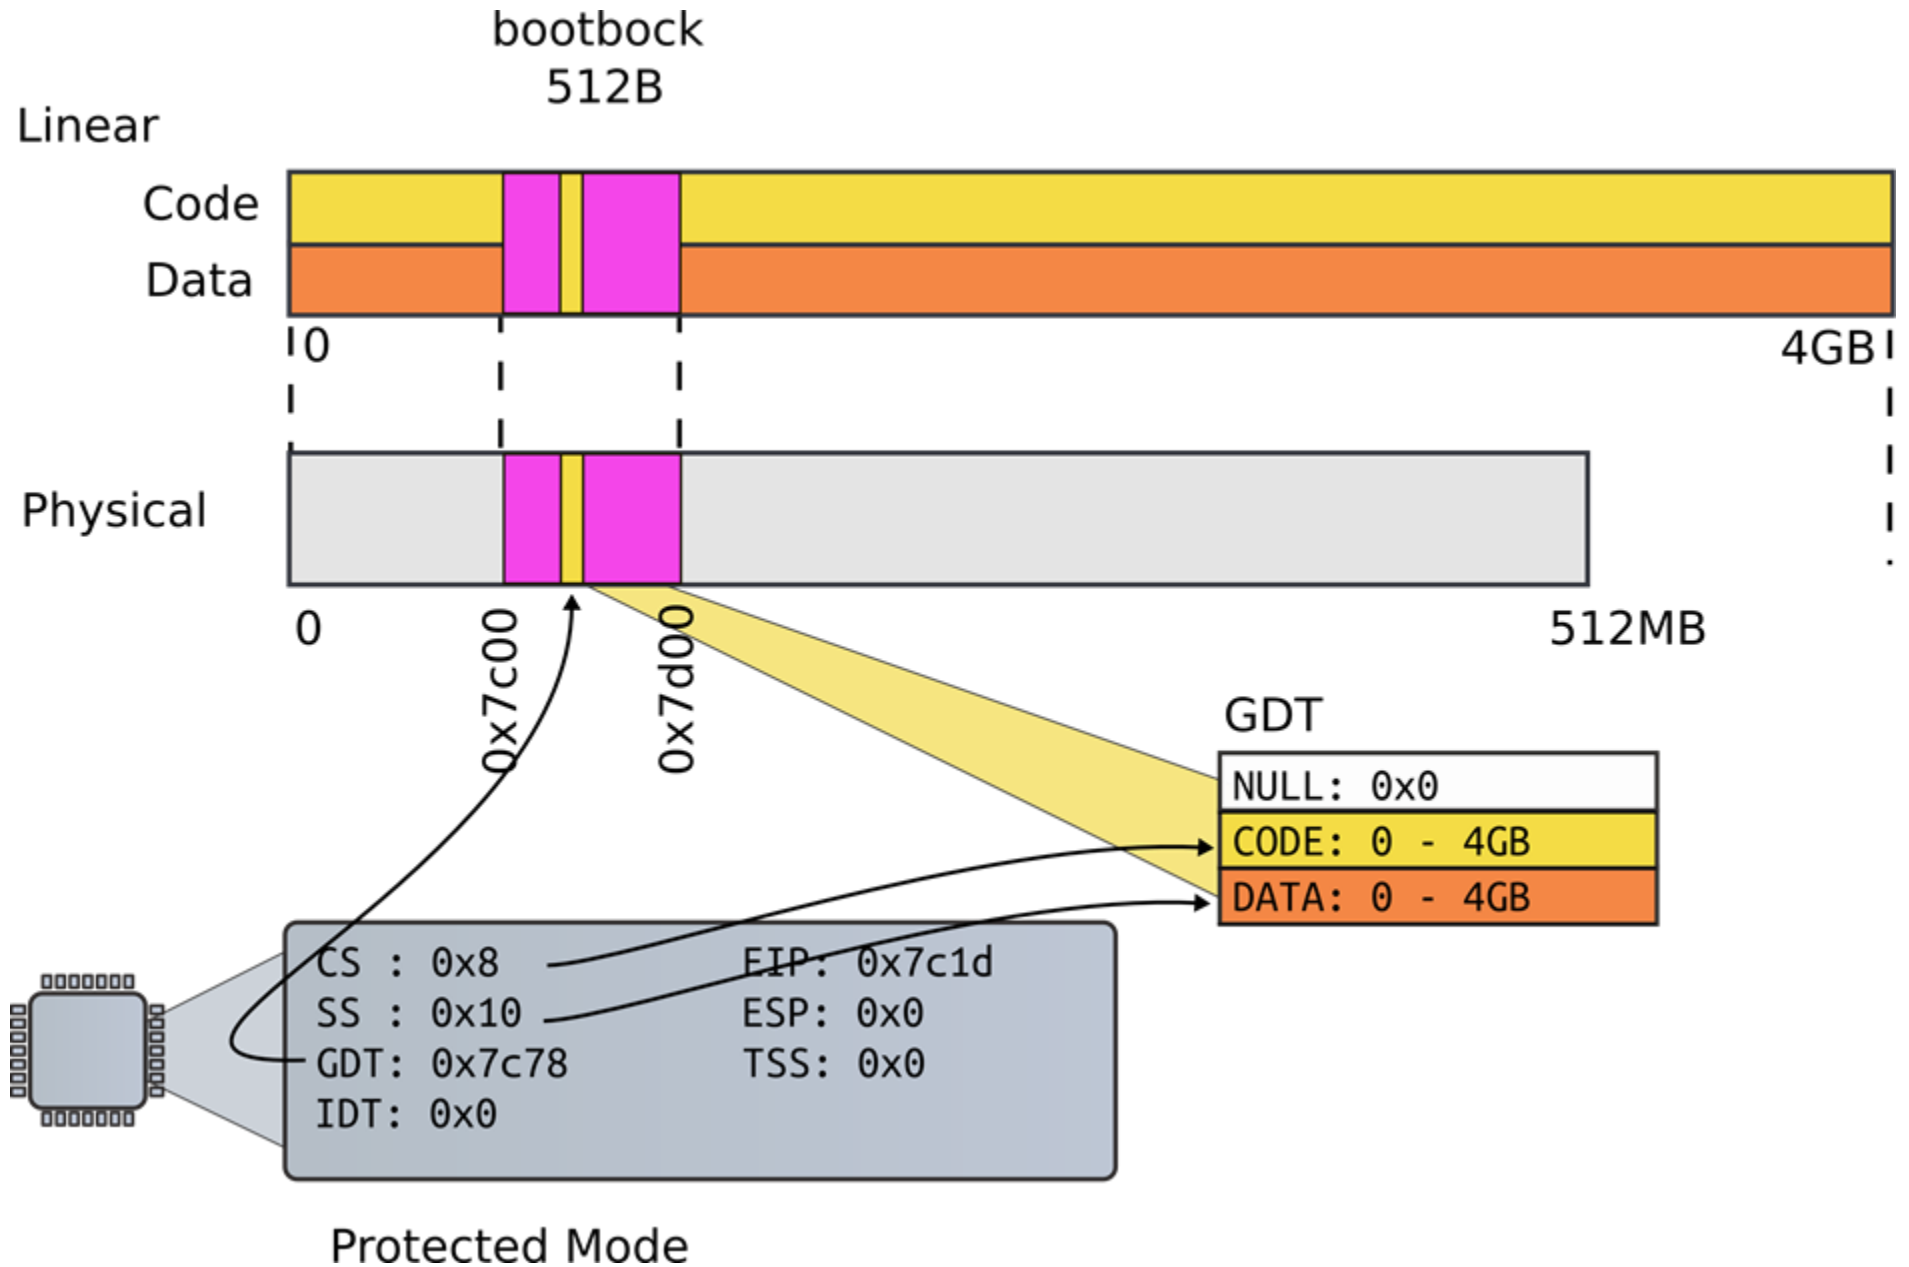 bootbock
512B
Linear
Code
Data
0
4GB
Physical
0
0x7c00
0x7d00
512MB
GDT
NULL: 0x0
CODE: 0 - 4GB
DATA: 0 - 4GB
CS : 0x8
EIP: 0x7c1d
SS : 0x10
ESP: 0x0
GDT: 0x7c78
TSS: 0x0
IDT: 0x0
Protected Mode